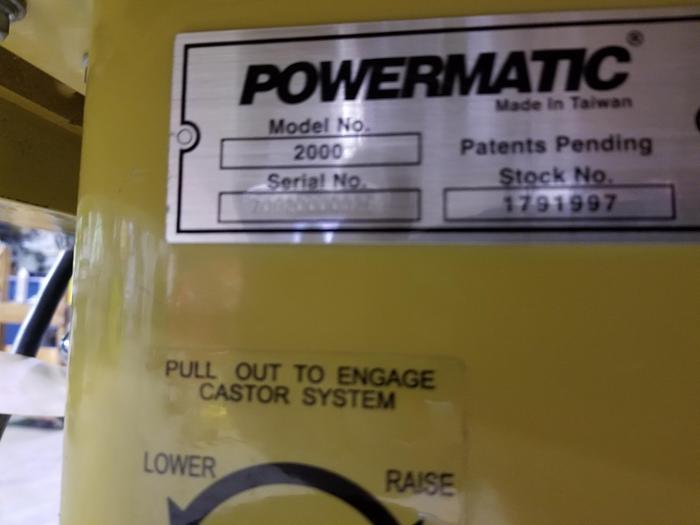 POWERMATIC®
Made In Taiwan
Model No.
2000
Patents Pending
Serial No.
Stock No.
1791997
PULL OUT TO ENGAGE
CASTOR SYSTEM
LOWER
RAISE